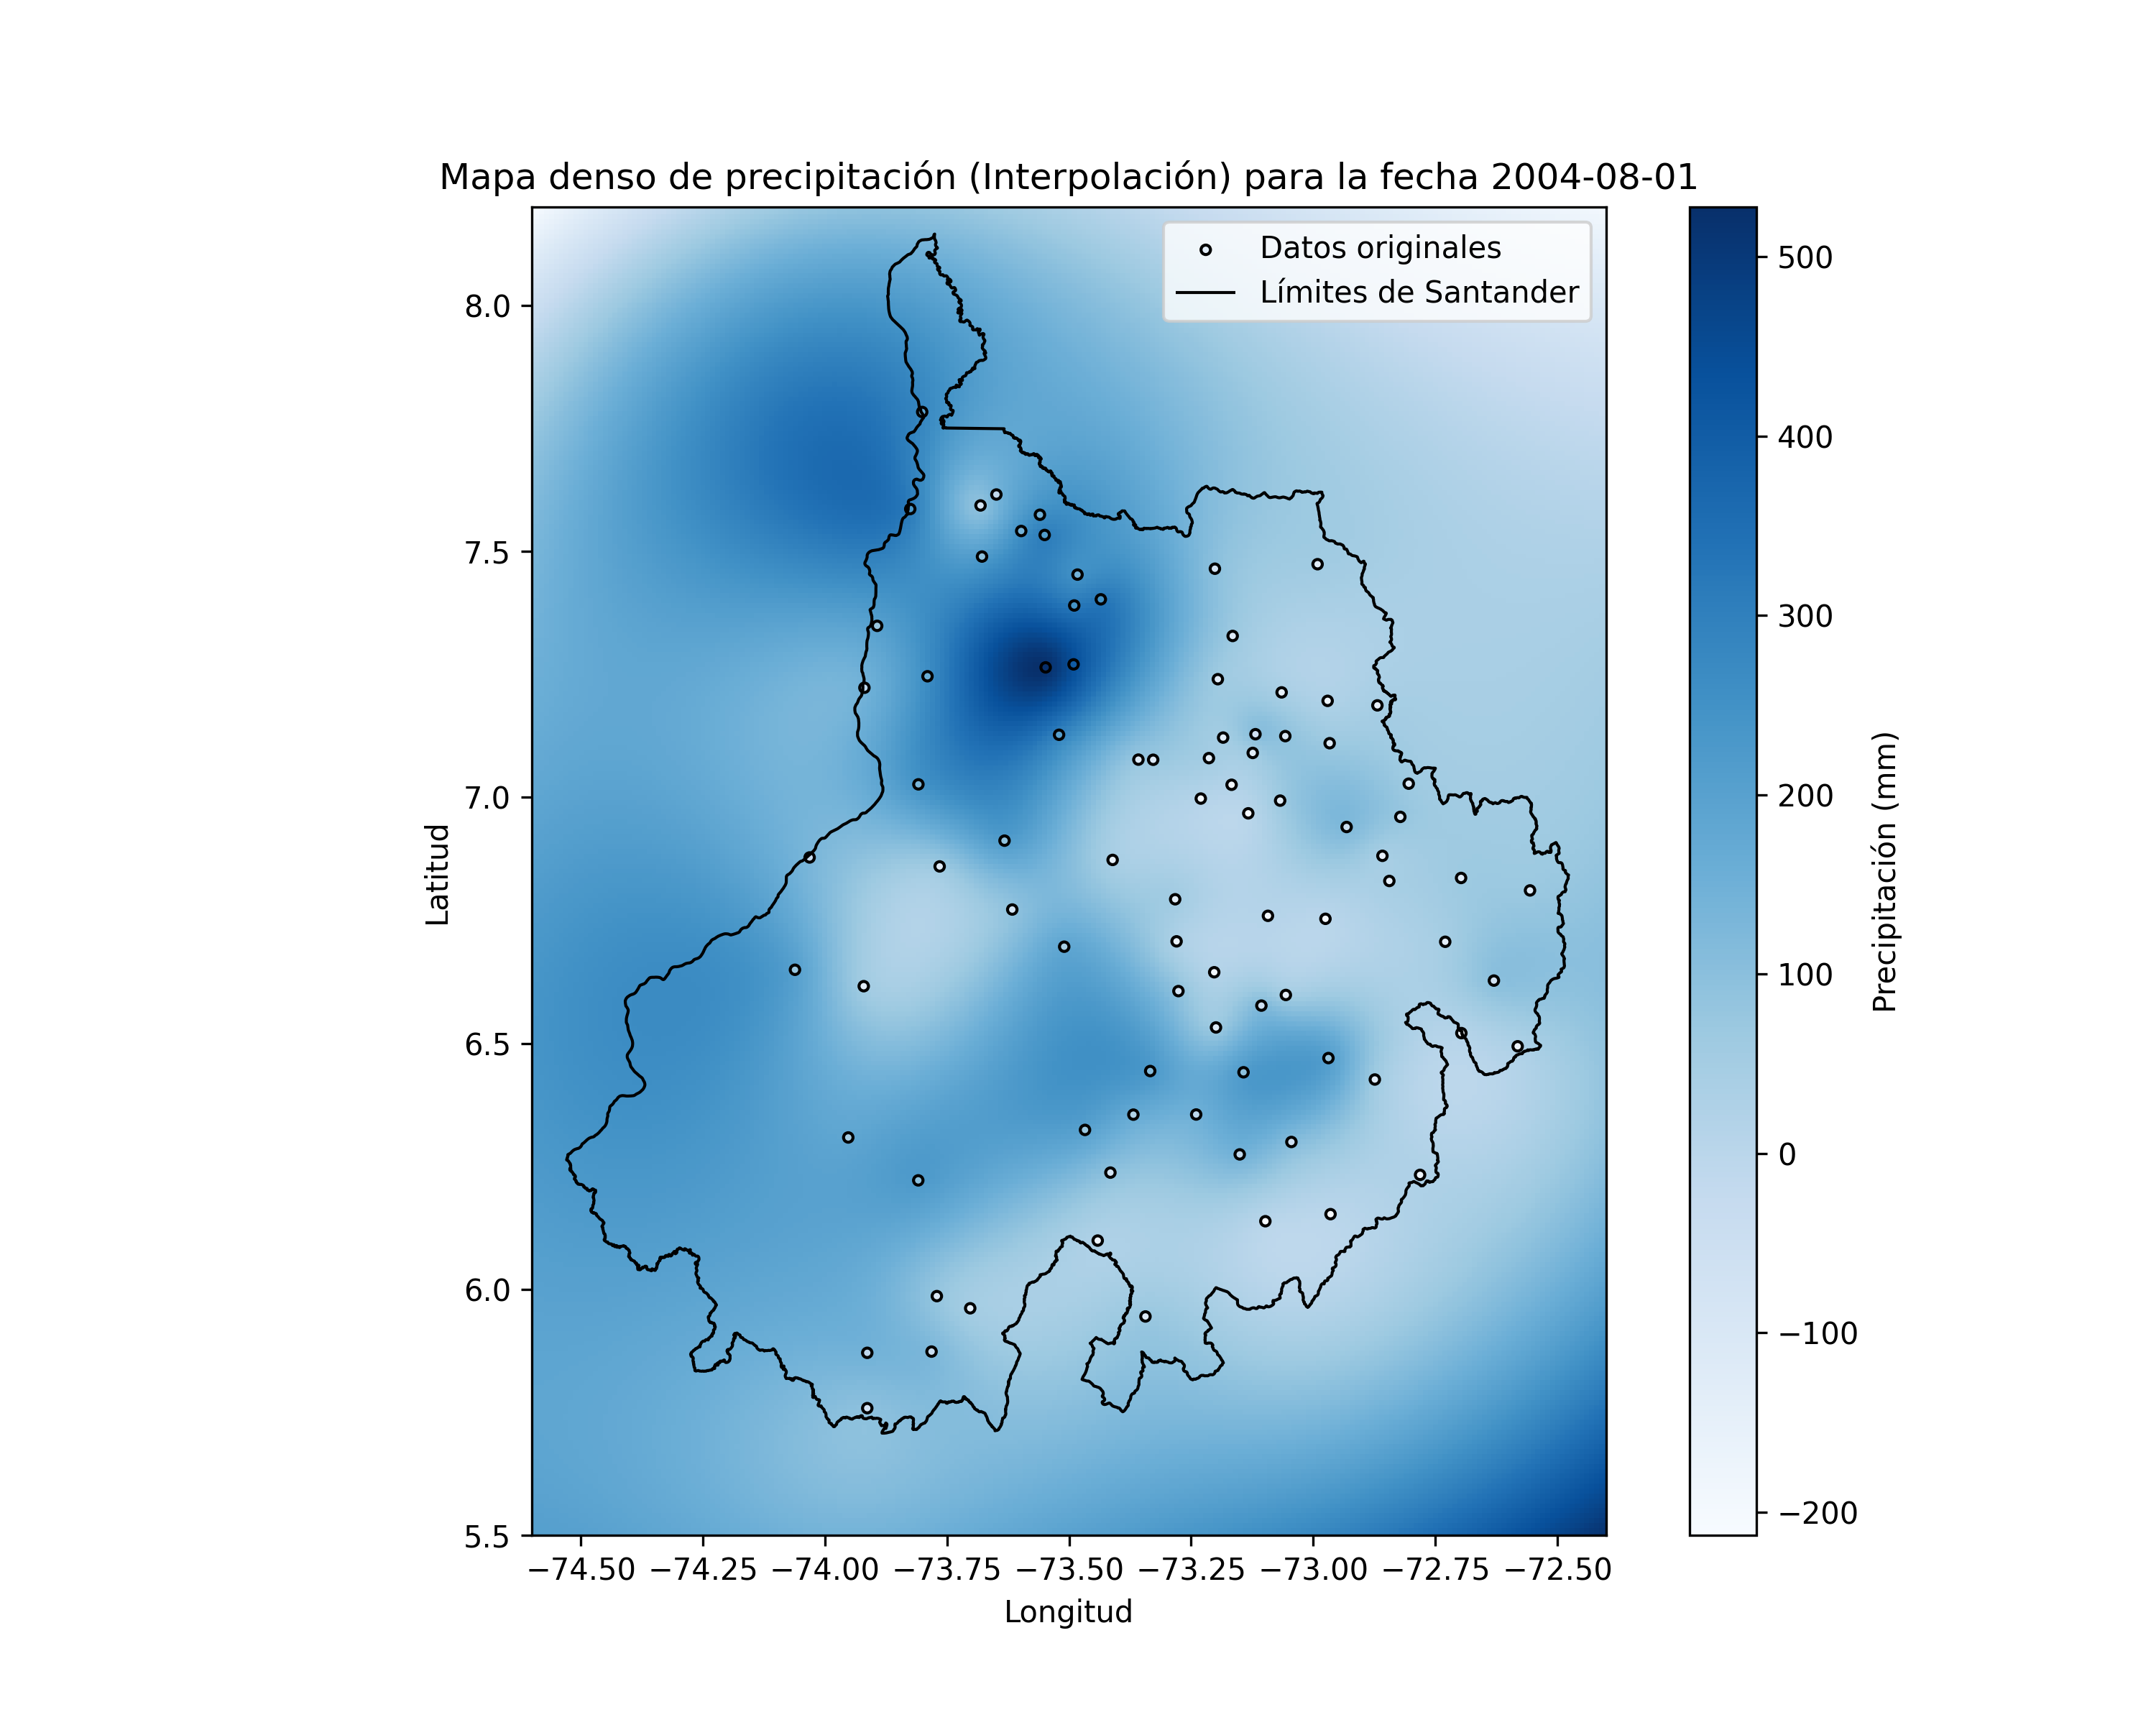 Mapa denso de precipitación (Interpolación) para la fecha 2004-08-01
Datos originales
Límites de Santander
8.0
7.5
7.0
6.5
6.0
5.5
Latitud
−74.50 −74.25 −74.00 −73.75 −73.50 −73.25 −73.00 −72.75 −72.50
Longitud
500
400
300
200
100
0
−100
−200
Precipitación (mm)